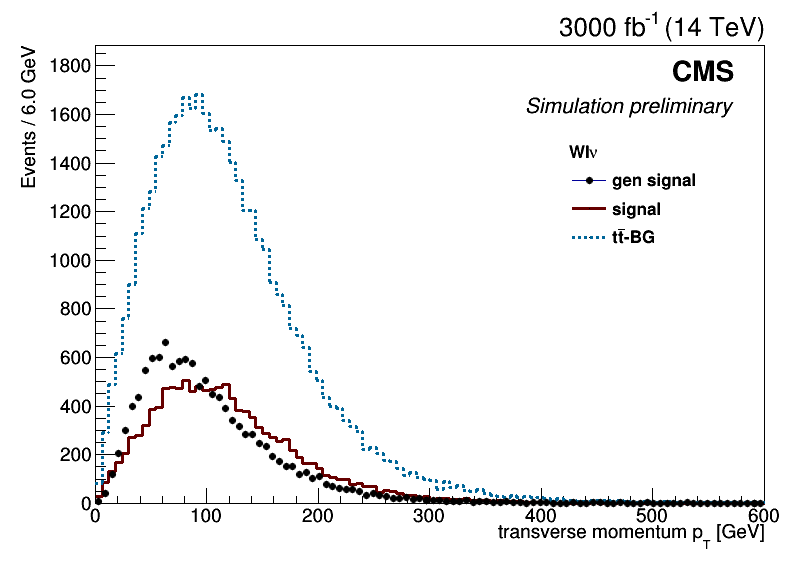 3000 fb-1 (14 TeV)
CMS
Simulation preliminary
Wlν
gen signal
signal
tt̄-BG
Events / 6.0 GeV
1800
1600
1400
1200
1000
800
600
400
200
0
0 100 200 300 400 500 600
transverse momentum pT [GeV]